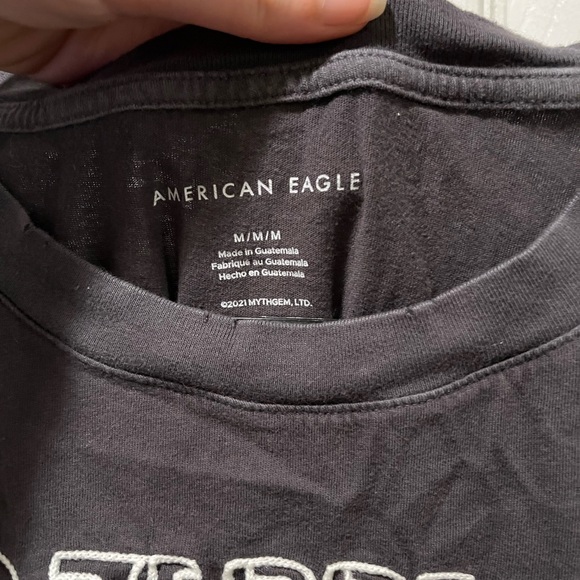 AMERICAN EAGLE
M/M/M
Made in Guatemala
Fabriqué au Guatemala
Hecho en Guatemala
©2021 MYTHGEM, LTD.